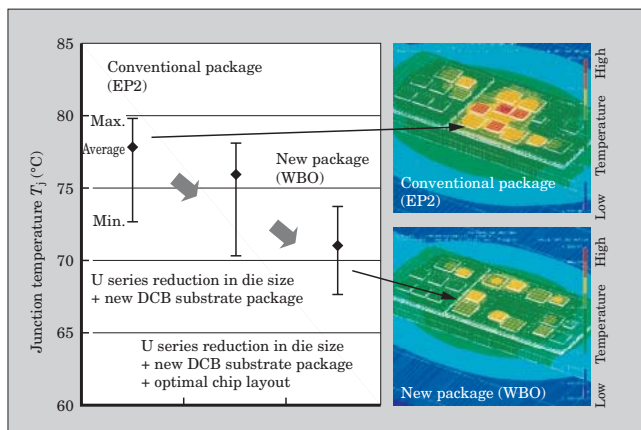 Junction temperature Tj (°C)
85
80
75
70
65
60
Conventional package
(EP2)
Max.
Average
Min.
New package
(WBO)
U series reduction in die size
+ new DCB substrate package
U series reduction in die size
+ new DCB substrate package
+ optimal chip layout
Conventional package
(EP2)
High
Temperature
Low
New package (WBO)
High
Temperature
Low